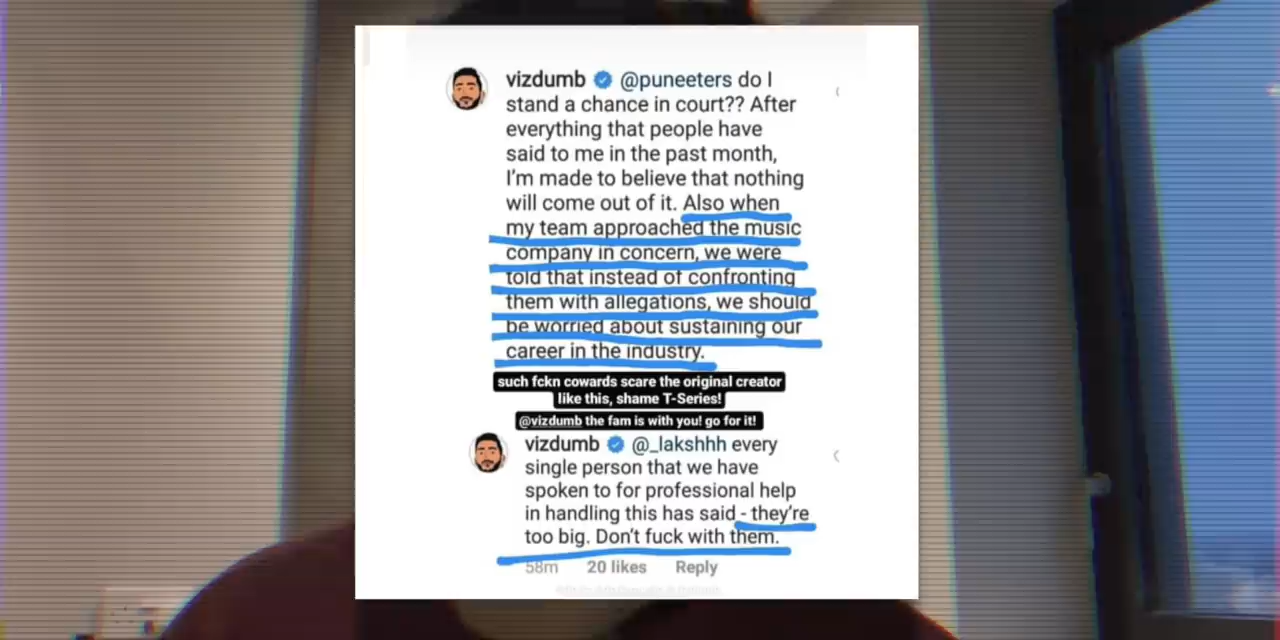 vizdumb @puneeters do I
stand a chance in court?? After
everything that people have
said to me in the past month,
I'm made to believe that nothing
will come out of it. Also when
my team approached the music
company in concern, we were
told that instead of confronting
them with allegations, we should
be worried about sustaining our
career in the industry.
such fckn cowards scare the original creator
like this, shame T-Series!
@vizdumb the fam is with you! go for it!
vizdumb @_lakshhh every
single person that we have
spoken to for professional help
in handling this has said - they're
too big. Don't fuck with them.
58m 20 likes Reply